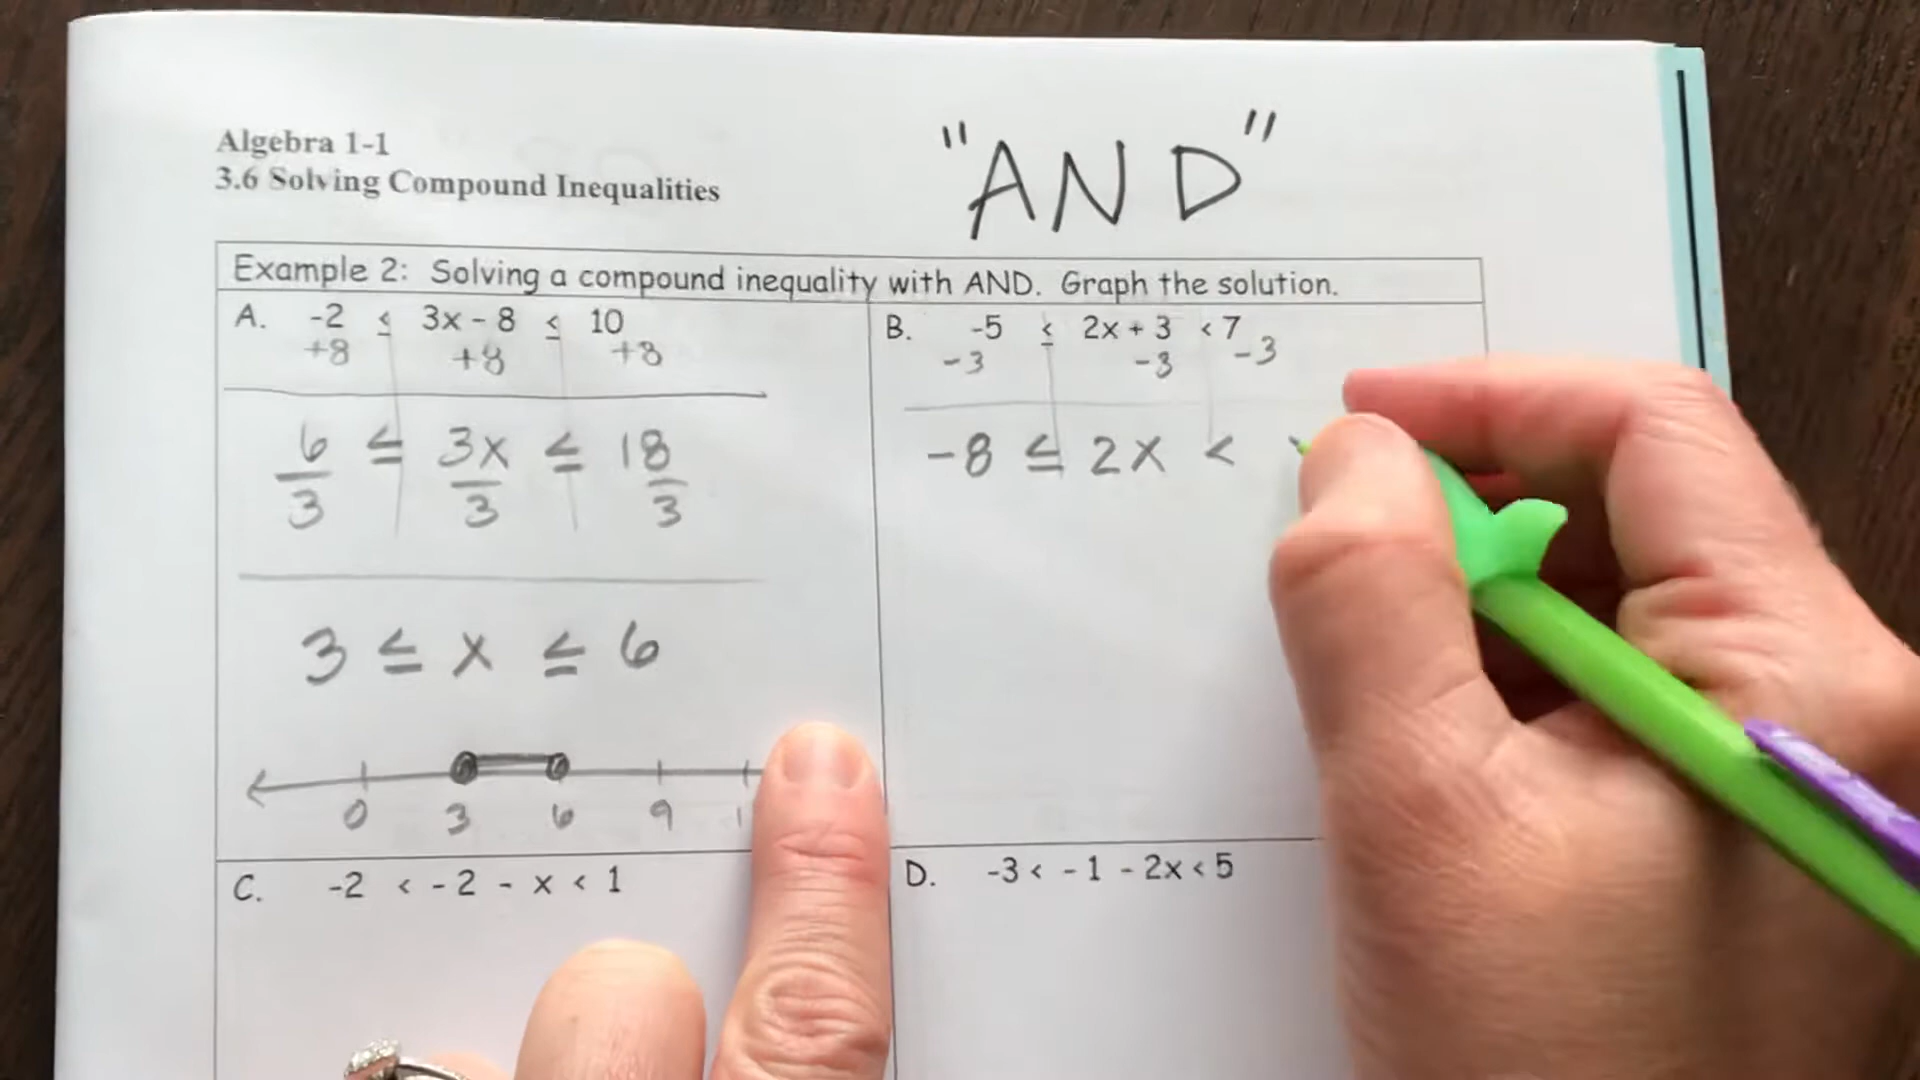 Algebra 1-1
3.6 Solving Compound Inequalities
"AND"
Example 2: Solving a compound inequality with AND. Graph the solution.
A. -2 ≤ 3x - 8 ≤ 10
+8 +8 +8
6/3 ≤ 3x/3 ≤ 18/3
3 ≤ x ≤ 6
0 3 6 9
B. -5 ≤ 2x + 3 < 7
-3 -3 -3
-8 ≤ 2x <
C. -2 < -2 - x < 1
D. -3 < -1 - 2x < 5